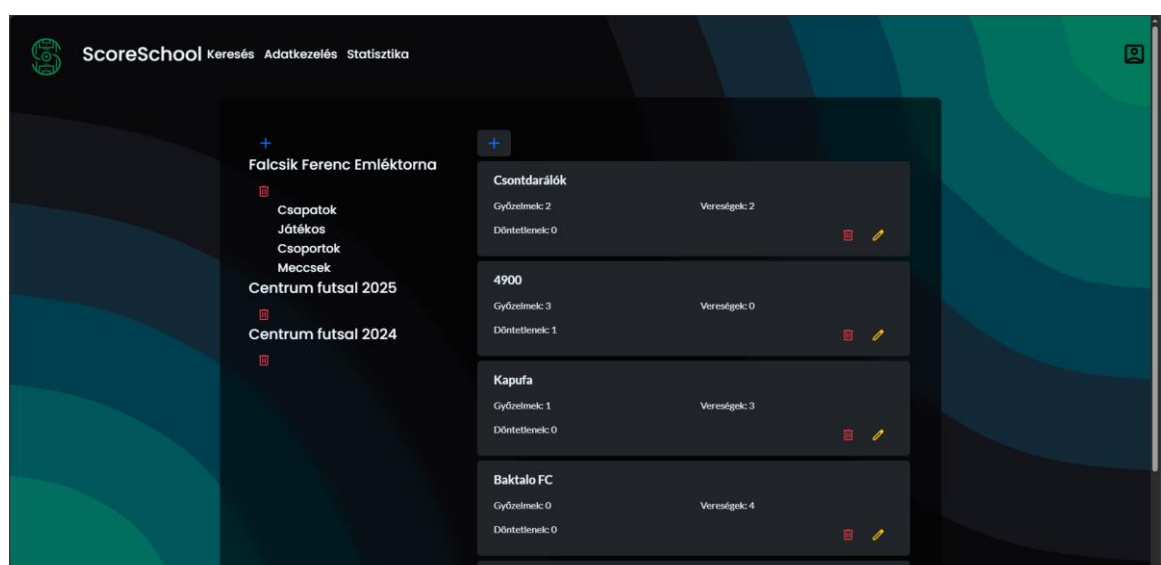 ScoreSchool Keresés Adatkezelés Statisztika
Falcsik Ferenc Emléktorna
Csapatok
Játékos
Csoportok
Meccsek
Centrum futsal 2025
Centrum futsal 2024
Csontdarálók
Győzelmek: 2 Vereségek: 2
Döntetlenek: 0
4900
Győzelmek: 3 Vereségek: 0
Döntetlenek: 1
Kapufa
Győzelmek: 1 Vereségek: 3
Döntetlenek: 0
Baktalo FC
Győzelmek: 0 Vereségek: 4
Döntetlenek: 0